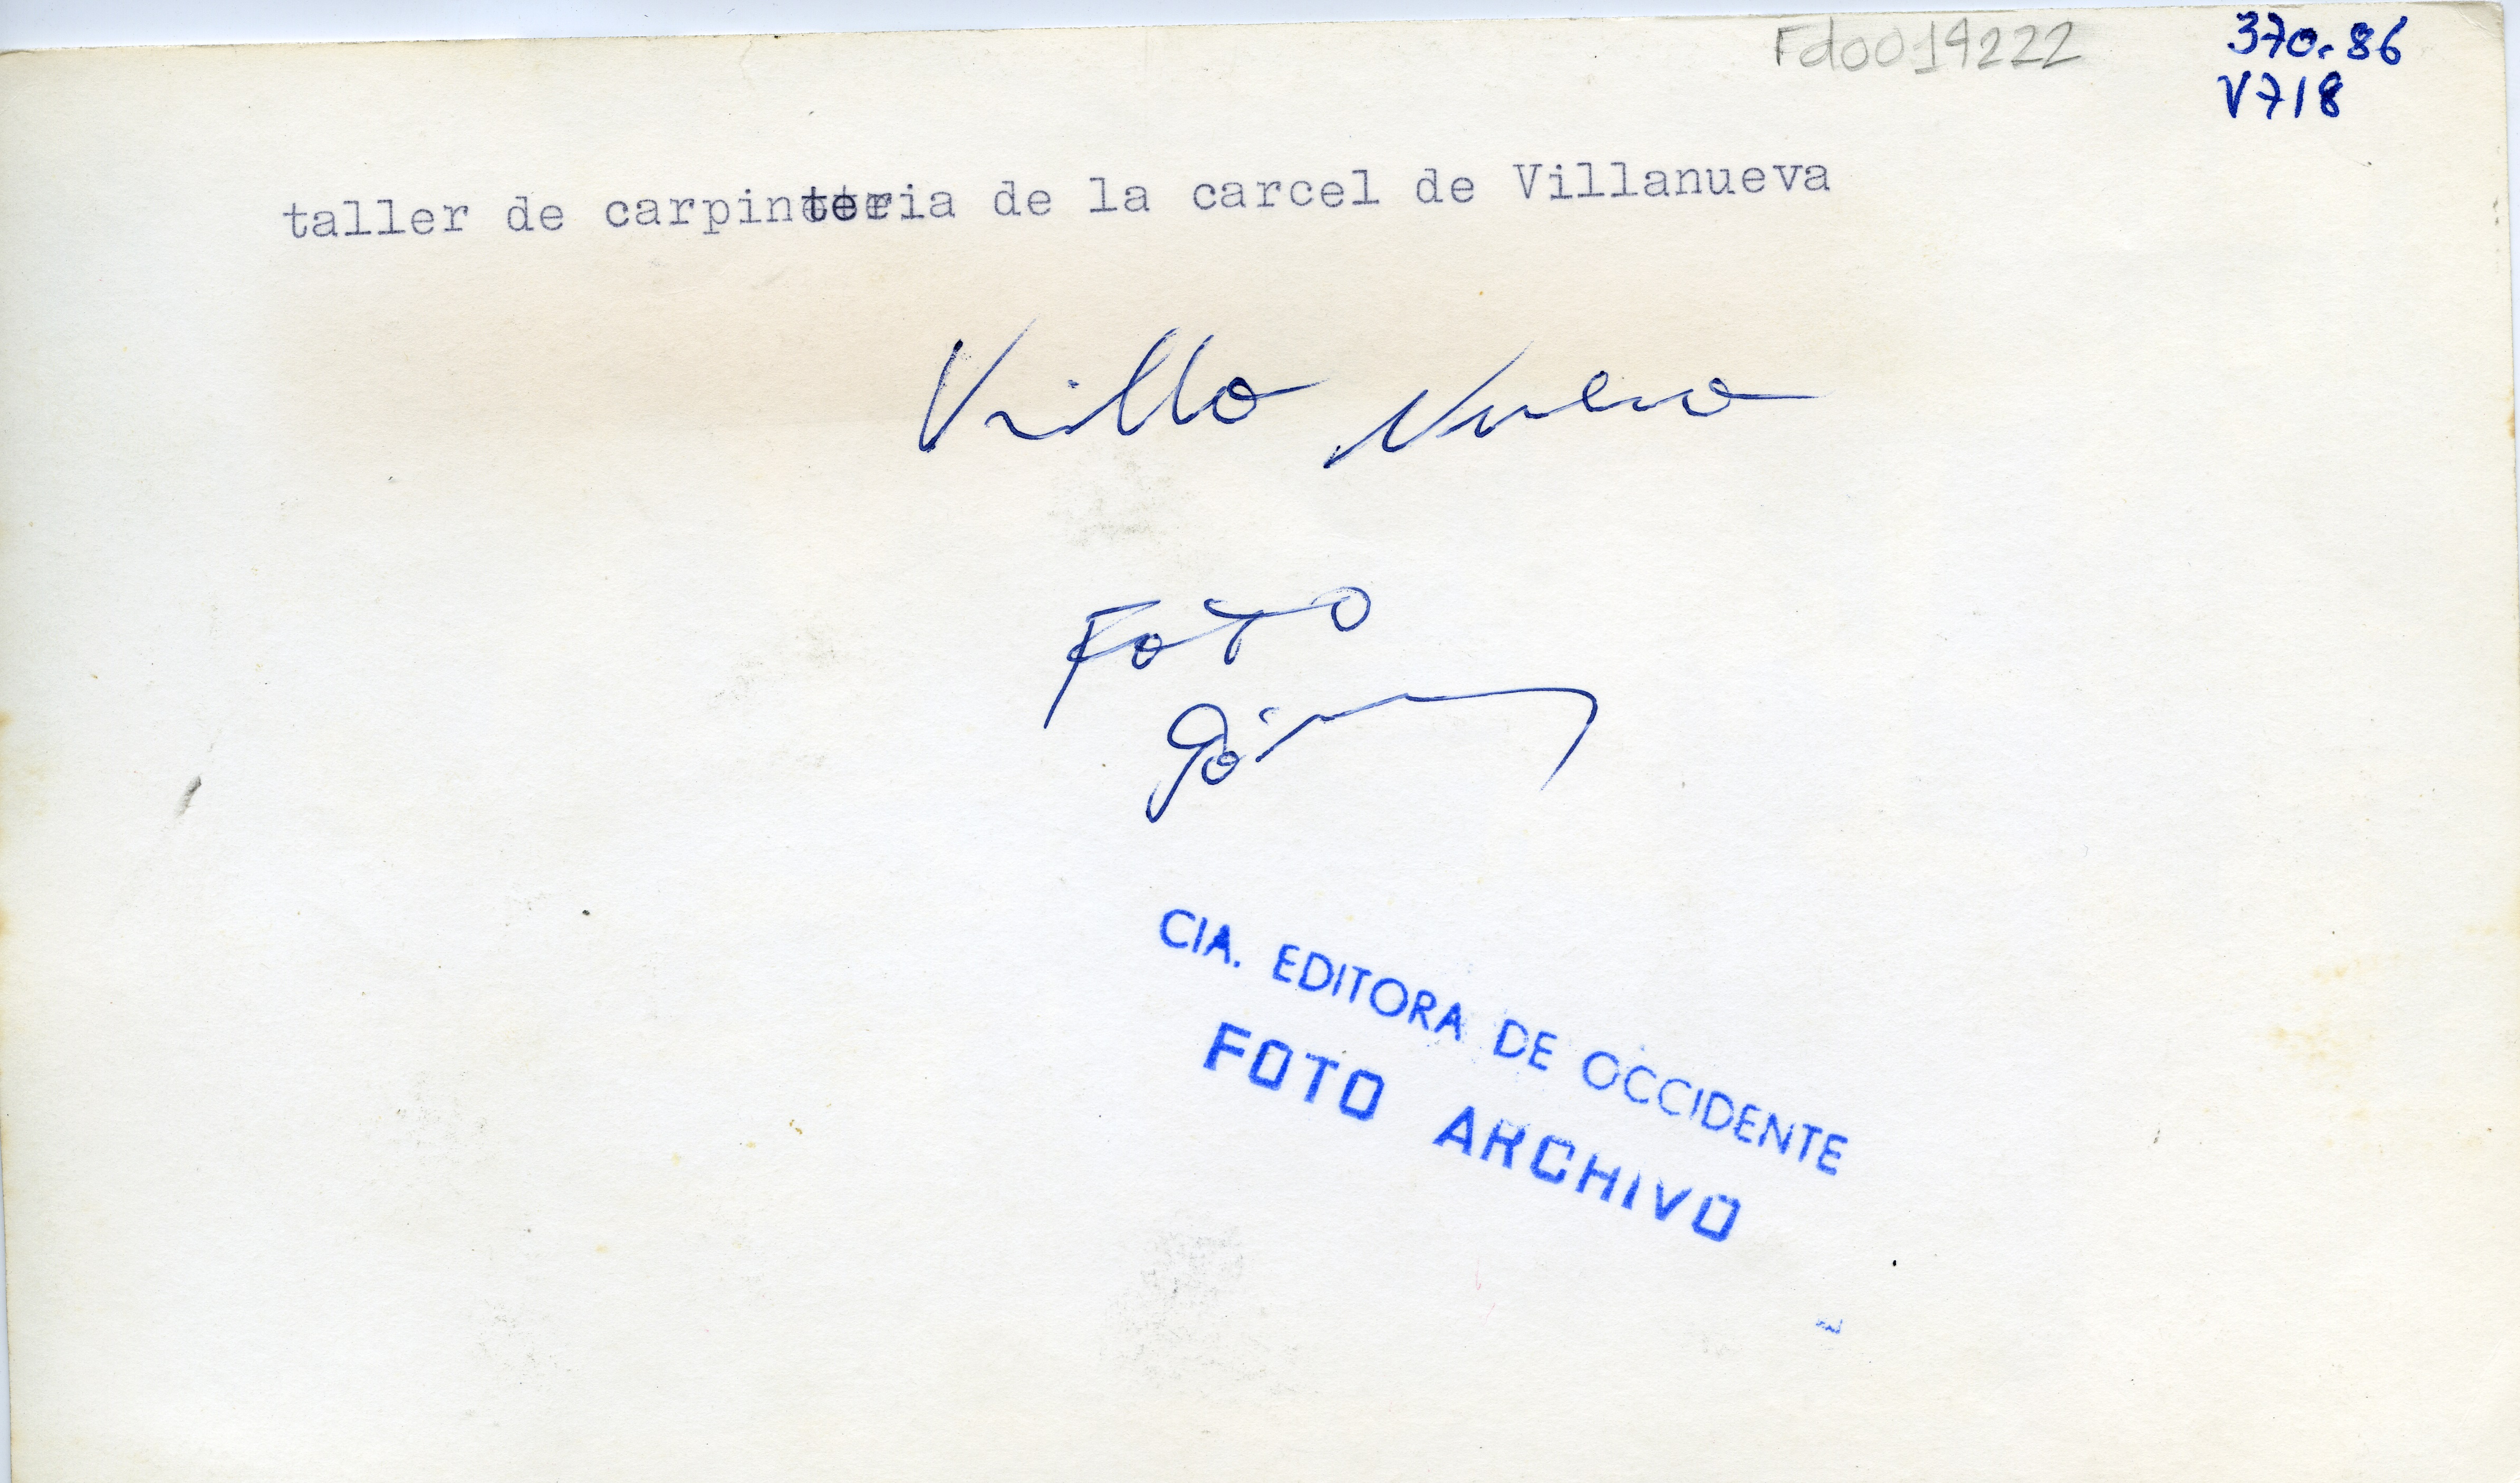 Fd0019222
370.86
V718
taller de carpinteria de la carcel de Villanueva
Villa Nueva
Foto
CIA. EDITORA DE OCCIDENTE
FOTO ARCHIVO